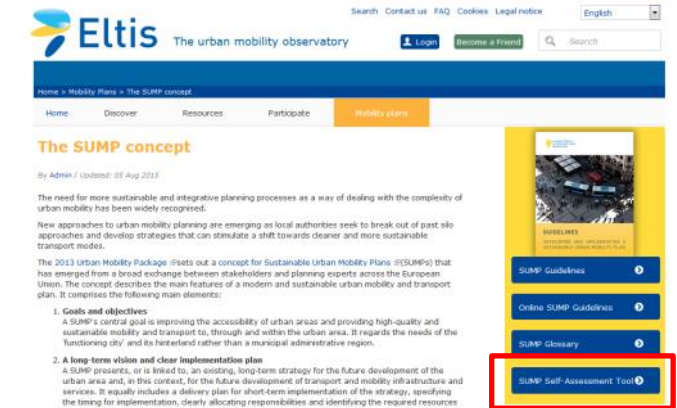 Search Contact us FAQ Cookies Legal notice English
Eltis The urban mobility observatory Login Become a Friend Search
Home > Mobility Plans > The SUMP concept
Home Discover Resources Participate Mobility plans
The SUMP concept
By Admin / Updated: 05 Aug 2015
The need for more sustainable and integrative planning processes as a way of dealing with the complexity of
urban mobility has been widely recognised.
New approaches to urban mobility planning are emerging as local authorities seek to break out of past silo
approaches and develop strategies that can stimulate a shift towards cleaner and more sustainable
transport modes.
The 2013 Urban Mobility Package sets out a concept for Sustainable Urban Mobility Plans (SUMPs) that
has emerged from a broad exchange between stakeholders and planning experts across the European
Union. The concept describes the main features of a modern and sustainable urban mobility and transport
plan. It comprises the following main elements:
1. Goals and objectives
A SUMP's central goal is improving the accessibility of urban areas and providing high-quality and
sustainable mobility and transport to, through and within the urban area. It regards the needs of the
'functioning city' and its hinterland rather than a municipal administrative region.
2. A long-term vision and clear implementation plan
A SUMP presents, or is linked to, an existing, long-term strategy for the future development of the
urban area and, in this context, for the future development of transport and mobility infrastructure and
services. It equally includes a delivery plan for short-term implementation of the strategy, specifying
the timing for implementation, clearly allocating responsibilities and identifying the required resources
GUIDELINES
DEVELOPING AND IMPLEMENTING A
SUSTAINABLE URBAN MOBILITY PLAN
SUMP Guidelines
Online SUMP Guidelines
SUMP Glossary
SUMP Self-Assessment Tool